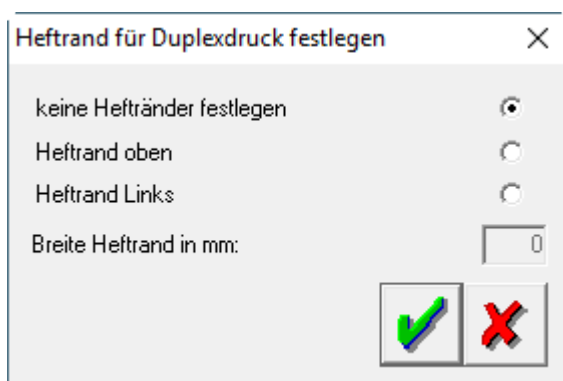 Heftrand für Duplexdruck festlegen
keine Heftränder festlegen
Heftrand oben
Heftrand Links
Breite Heftrand in mm:
0